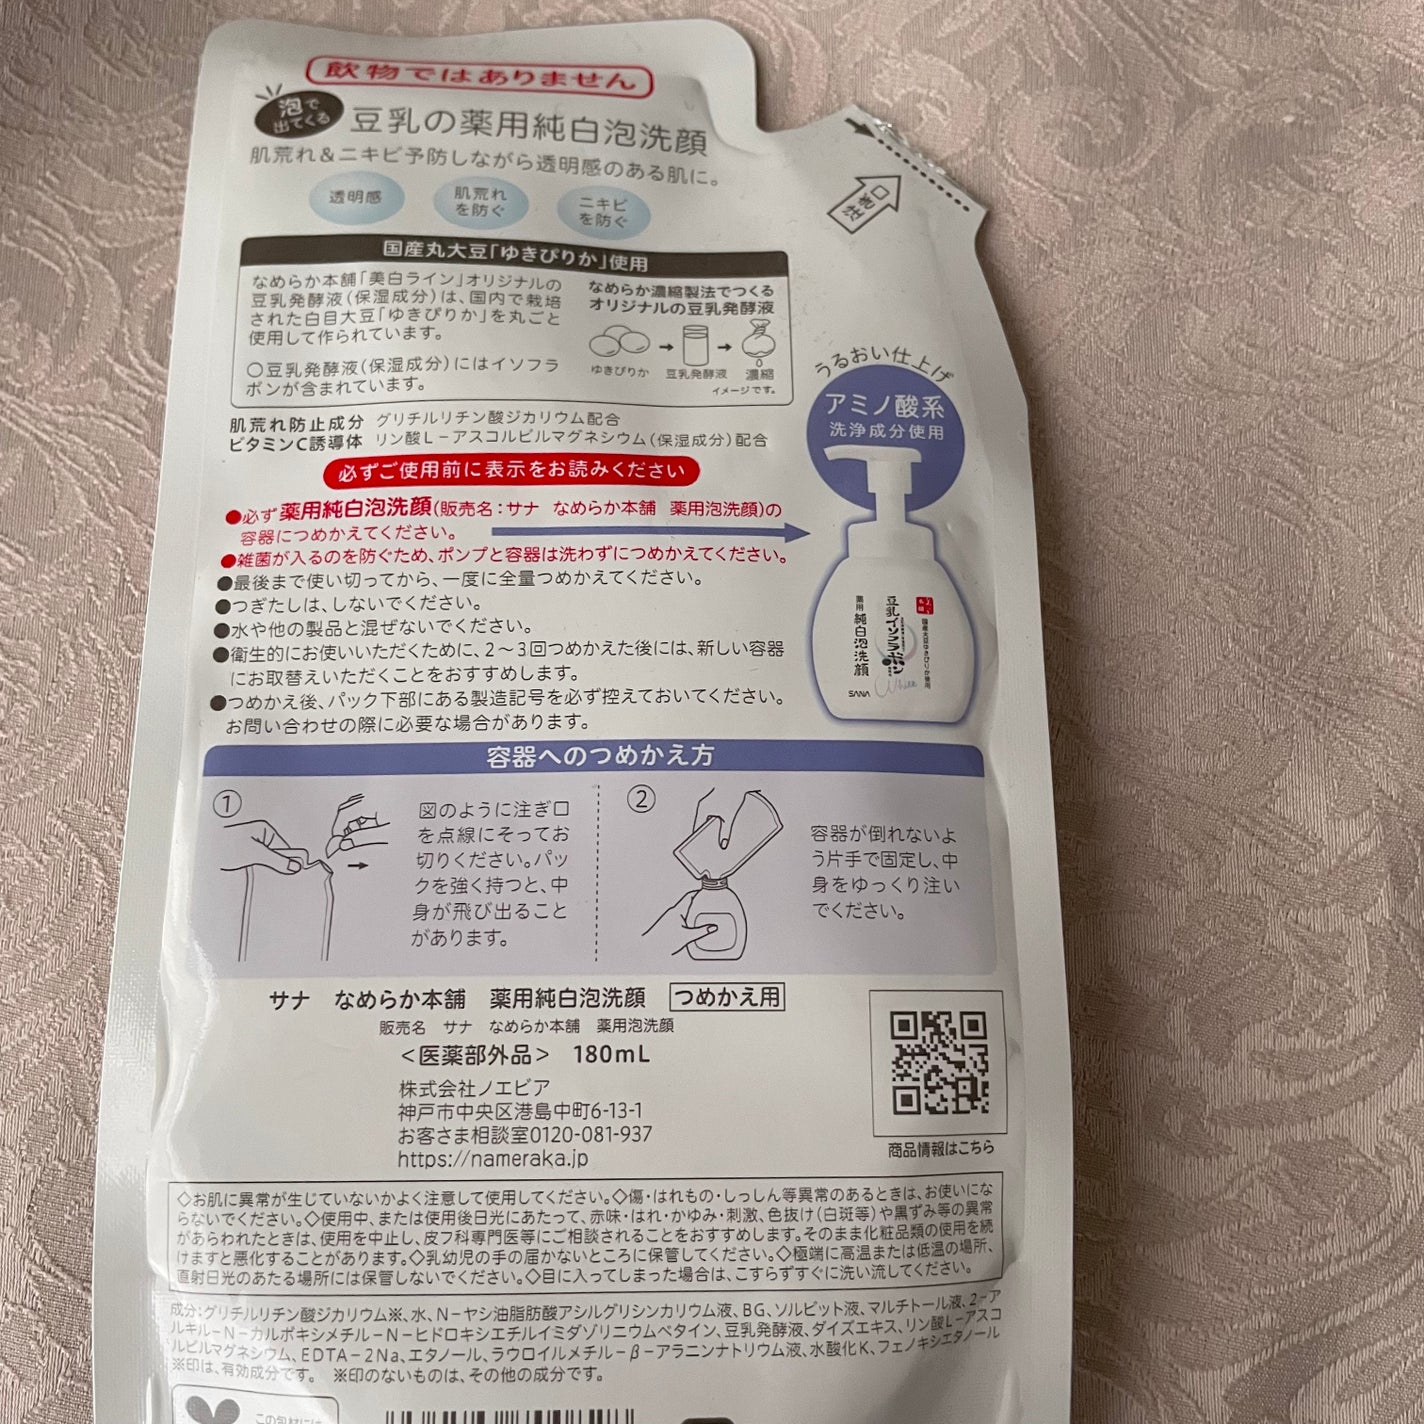 飲物ではありません
泡で
出てくる
豆乳の薬用純白泡洗顔
肌荒れ&ニキビ予防しながら透明感のある肌に。
透明感
肌荒れ
を防ぐ
ニキビ
を防ぐ
切り口
国産丸大豆「ゆきぴりか」使用
なめらか本舗「美白ライン」オリジナルの
豆乳発酵液(保湿成分)は、国内で栽培
された白目大豆「ゆきぴりか」を丸ごと
使用して作られています。
○豆乳発酵液(保湿成分)にはイソフラ
ボンが含まれています。
なめらか濃縮製法でつくる
オリジナルの豆乳発酵液
ゆきぴりか
豆乳発酵液
濃縮
イメージです。
うるおい仕上げ
アミノ酸系
洗浄成分使用
肌荒れ防止成分 グリチルリチン酸ジカリウム配合
ビタミンC誘導体 リン酸L-アスコルビルマグネシウム(保湿成分)配合
必ずご使用前に表示をお読みください
●必ず薬用純白泡洗顔(販売名:サナ なめらか本舗 薬用泡洗顔)の
容器につめかえてください。
●雑菌が入るのを防ぐため、ポンプと容器は洗わずにつめかえてください。
●最後まで使い切ってから、一度に全量つめかえてください。
●つぎたしは、しないでください。
●水や他の製品と混ぜないでください。
●衛生的にお使いいただくために、2~3回つめかえた後には、新しい容器
にお取替えいただくことをおすすめします。
●つめかえ後、パック下部にある製造記号を必ず控えておいてください。
お問い合わせの際に必要な場合があります。
国産大豆ゆきぴりか使用
豆乳イソフラボン
薬用
純白泡洗顔
White
SANA
容器へのつめかえ方
①
図のように注ぎ口
を点線にそってお
切りください。パッ
クを強く持つと、中
身が飛び出ること
があります。
②
容器が倒れないよ
う片手で固定し、中
身をゆっくり注い
でください。
サナ なめらか本舗 薬用純白泡洗顔 つめかえ用
販売名 サナ なめらか本舗 薬用泡洗顔
<医薬部外品> 180mL
株式会社ノエビア
神戸市中央区港島中町6-13-1
お客さま相談室0120-081-937
https://nameraka.jp
商品情報はこちら
◇お肌に異常が生じていないかよく注意して使用してください。◇傷・はれもの・しっしん等異常のあるときは、お使いにな
らないでください。◇使用中、または使用後日光にあたって、赤味・はれ・かゆみ・刺激、色抜け(白斑等)や黒ずみ等の異常
があらわれたときは、使用を中止し、皮フ科専門医等にご相談されることをおすすめします。そのまま化粧品類の使用を続
けますと悪化することがあります。◇乳幼児の手の届かないところに保管してください。◇極端に高温または低温の場所、
直射日光のあたる場所には保管しないでください。◇目に入ってしまった場合は、こすらずすぐに洗い流してください。
成分:グリチルリチン酸ジカリウム※、水、N-ヤシ油脂肪酸アシルグリシンカリウム液、BG、ソルビット液、マルチトール液、2-ア
ルキル-N-カルボキシメチル-N-ヒドロキシエチルイミダゾリニウムベタイン、豆乳発酵液、ダイズエキス、リン酸L-アスコ
ルビルマグネシウム、EDTA-2Na、エタノール、ラウロイルメチル-β-アラニンナトリウム液、水酸化K、フェノキシエタノール
※印は、有効成分です。 ※印のないものは、その他の成分です。
この包材には